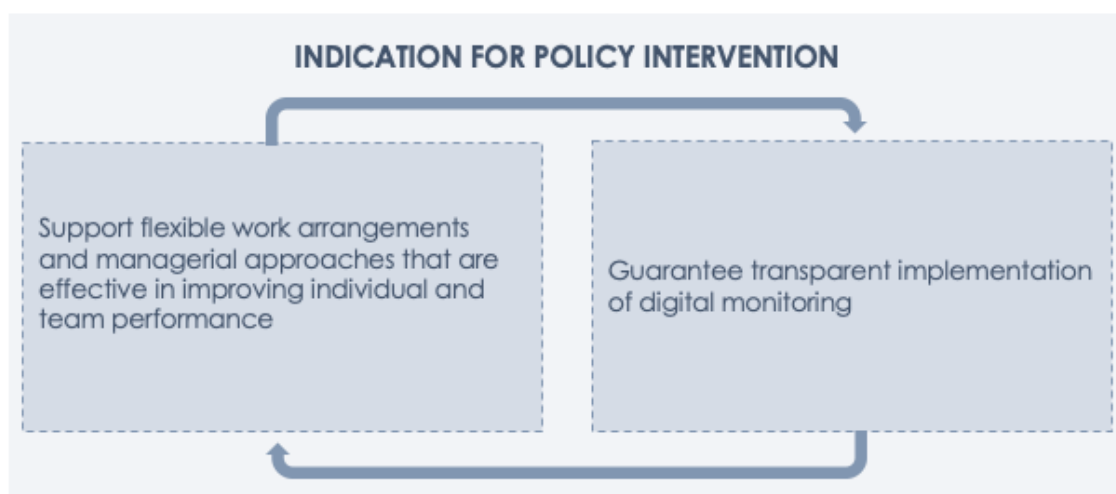 INDICATION FOR POLICY INTERVENTION
Support flexible work arrangements
and managerial approaches that are
effective in improving individual and
team performance
Guarantee transparent implementation
of digital monitoring